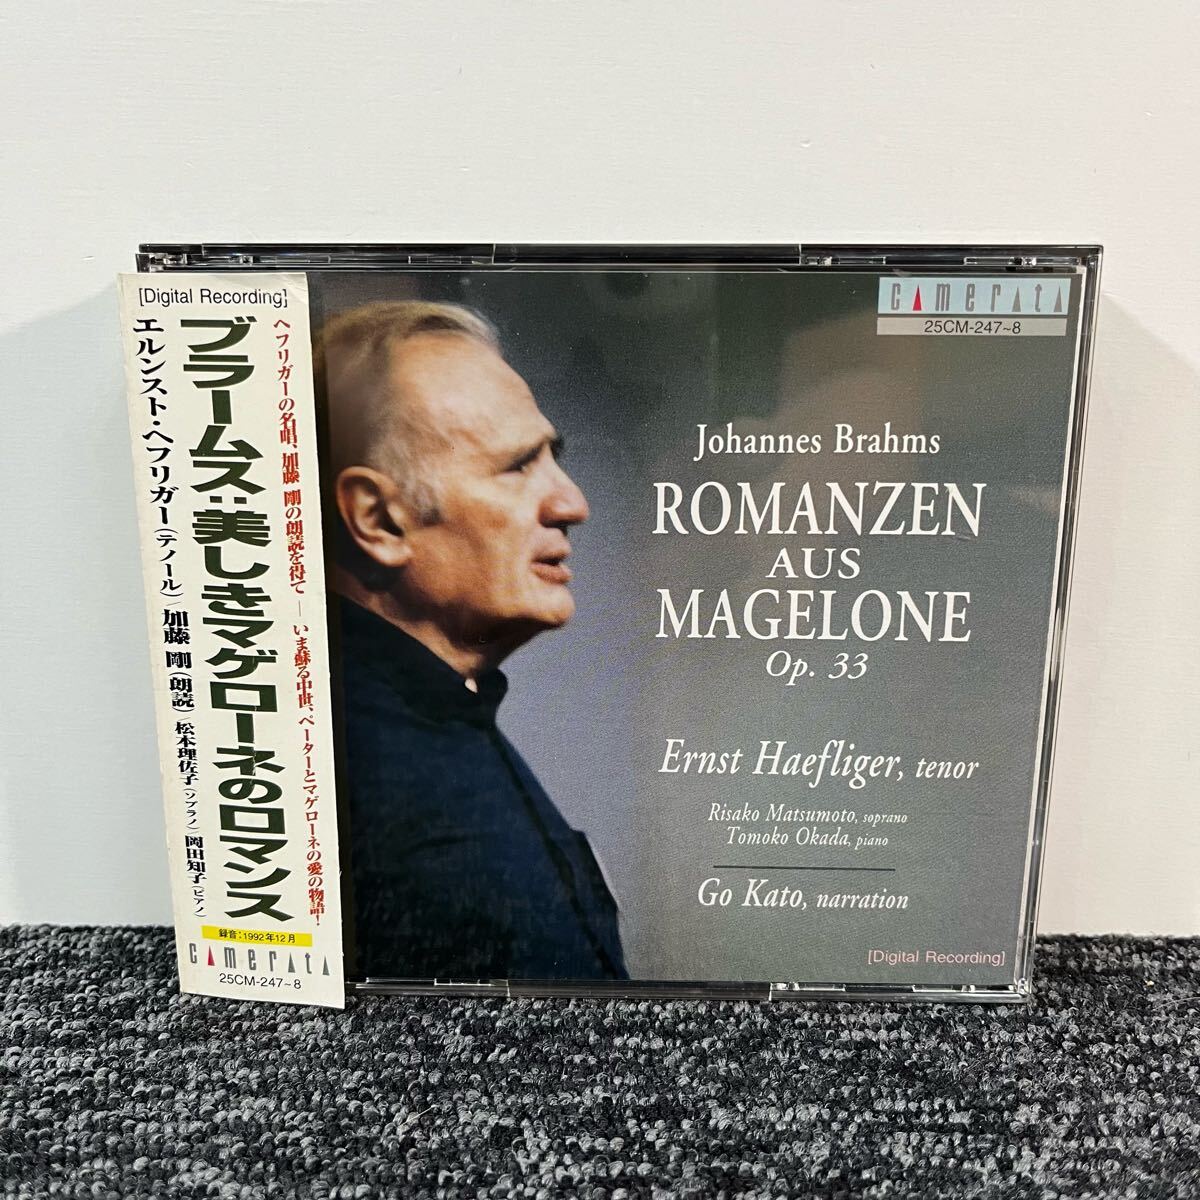 [Digital Recording]
ヘフリガーの名唱、加藤 剛の朗読を得て ― いま蘇る中世、ペーターとマゲローネの愛の物語!
ブラームス:美しきマゲローネのロマンス
エルンスト・ヘフリガー(テノール)/加藤 剛(朗読)/松本理佐子(ソプラノ)/岡田知子(ピアノ)
録音:1992年12月
camerata
25CM-247~8
camerata
25CM-247~8
Johannes Brahms
ROMANZEN
AUS
MAGELONE
Op. 33
Ernst Haefliger, tenor
Risako Matsumoto, soprano
Tomoko Okada, piano
Go Kato, narration
[Digital Recording]